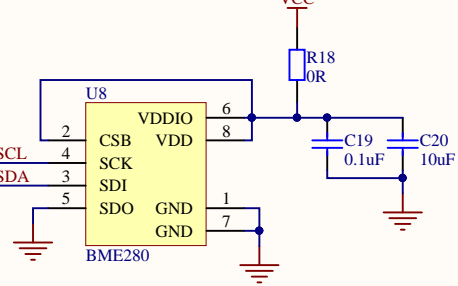 VCC
R18
0R
U8
VDDIO 6
2 CSB VDD 8
C19
0.1uF
C20
10uF
SCL 4 SCK
SDA 3 SDI
5 SDO GND 1
GND 7
BME280